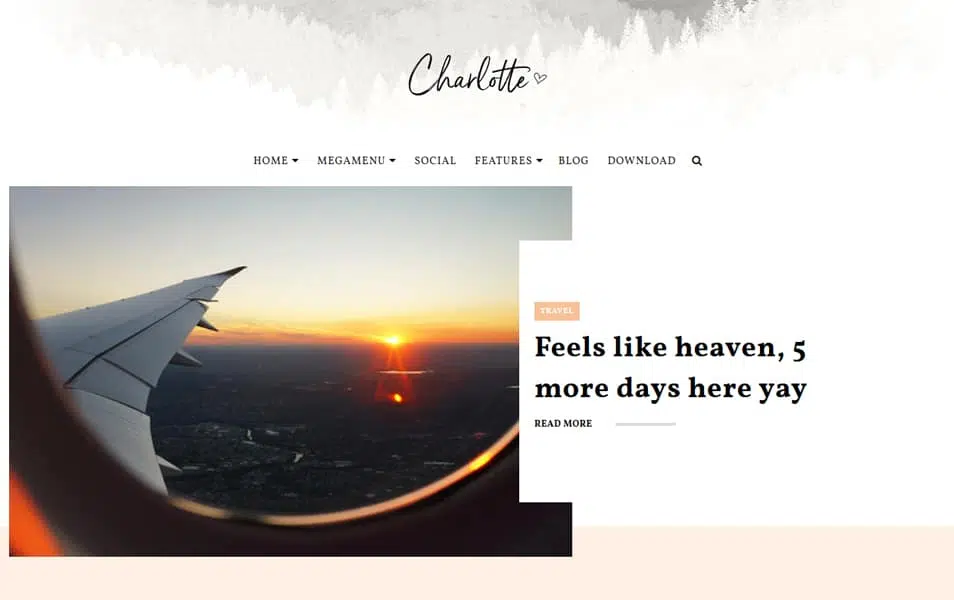 Charlotte
HOME MEGAMENU SOCIAL FEATURES BLOG DOWNLOAD
TRAVEL
Feels like heaven, 5
more days here yay
READ MORE